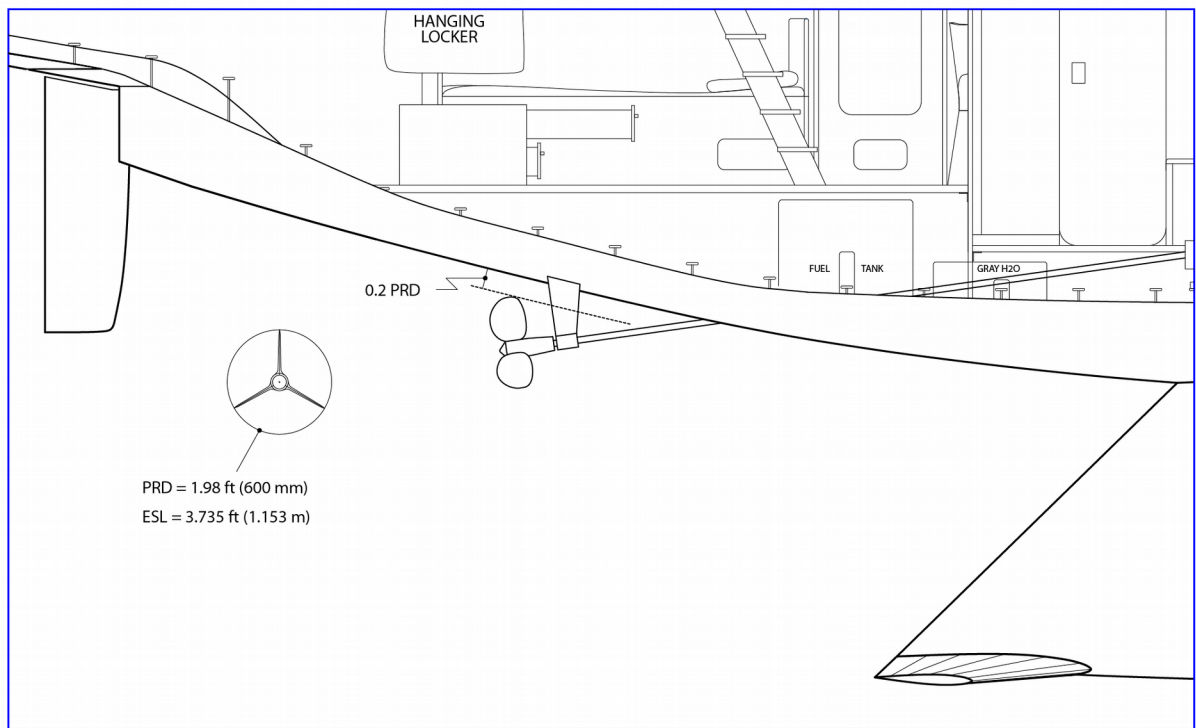 HANGING
LOCKER
FUEL TANK
GRAY H2O
0.2 PRD
PRD = 1.98 ft (600 mm)
ESL = 3.735 ft (1.153 m)